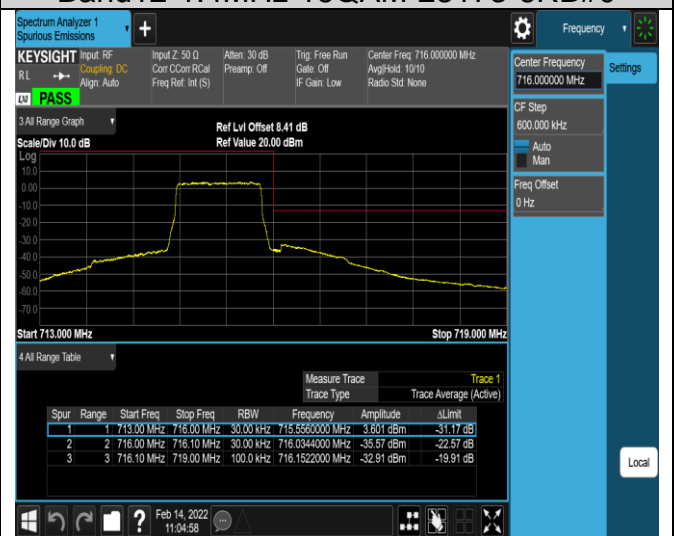 Spectrum Analyzer 1
Spurious Emissions
Frequency
KEYSIGHT
Input: RF
Coupling: DC
Align: Auto
Input Z: 50 Ω
Corr CCorr RCal
Freq Ref: Int (S)
Atten: 30 dB
Preamp: Off
Trig: Free Run
Gate: Off
IF Gain: Low
Center Freq: 716.000000 MHz
Avg|Hold: 10/10
Radio Std: None
R L
LXI
PASS
Center Frequency
716.000000 MHz
Settings
CF Step
600.000 kHz
Auto
Man
Freq Offset
0 Hz
3 All Range Graph
Scale/Div 10.0 dB
Ref Lvl Offset 8.41 dB
Ref Value 20.00 dBm
Log
10.0
0.00
-10.0
-20.0
-30.0
-40.0
-50.0
-60.0
-70.0
Start 713.000 MHz
Stop 719.000 MHz
4 All Range Table
Measure Trace Trace 1
Trace Type Trace Average (Active)
Spur Range Start Freq Stop Freq RBW Frequency Amplitude ΔLimit
1 1 713.00 MHz 716.00 MHz 30.00 kHz 715.5560000 MHz 3.601 dBm -31.17 dB
2 2 716.00 MHz 716.10 MHz 30.00 kHz 716.0344000 MHz -35.57 dBm -22.57 dB
3 3 716.10 MHz 719.00 MHz 100.0 kHz 716.1522000 MHz -32.91 dBm -19.91 dB
Local
Feb 14, 2022
11:04:58